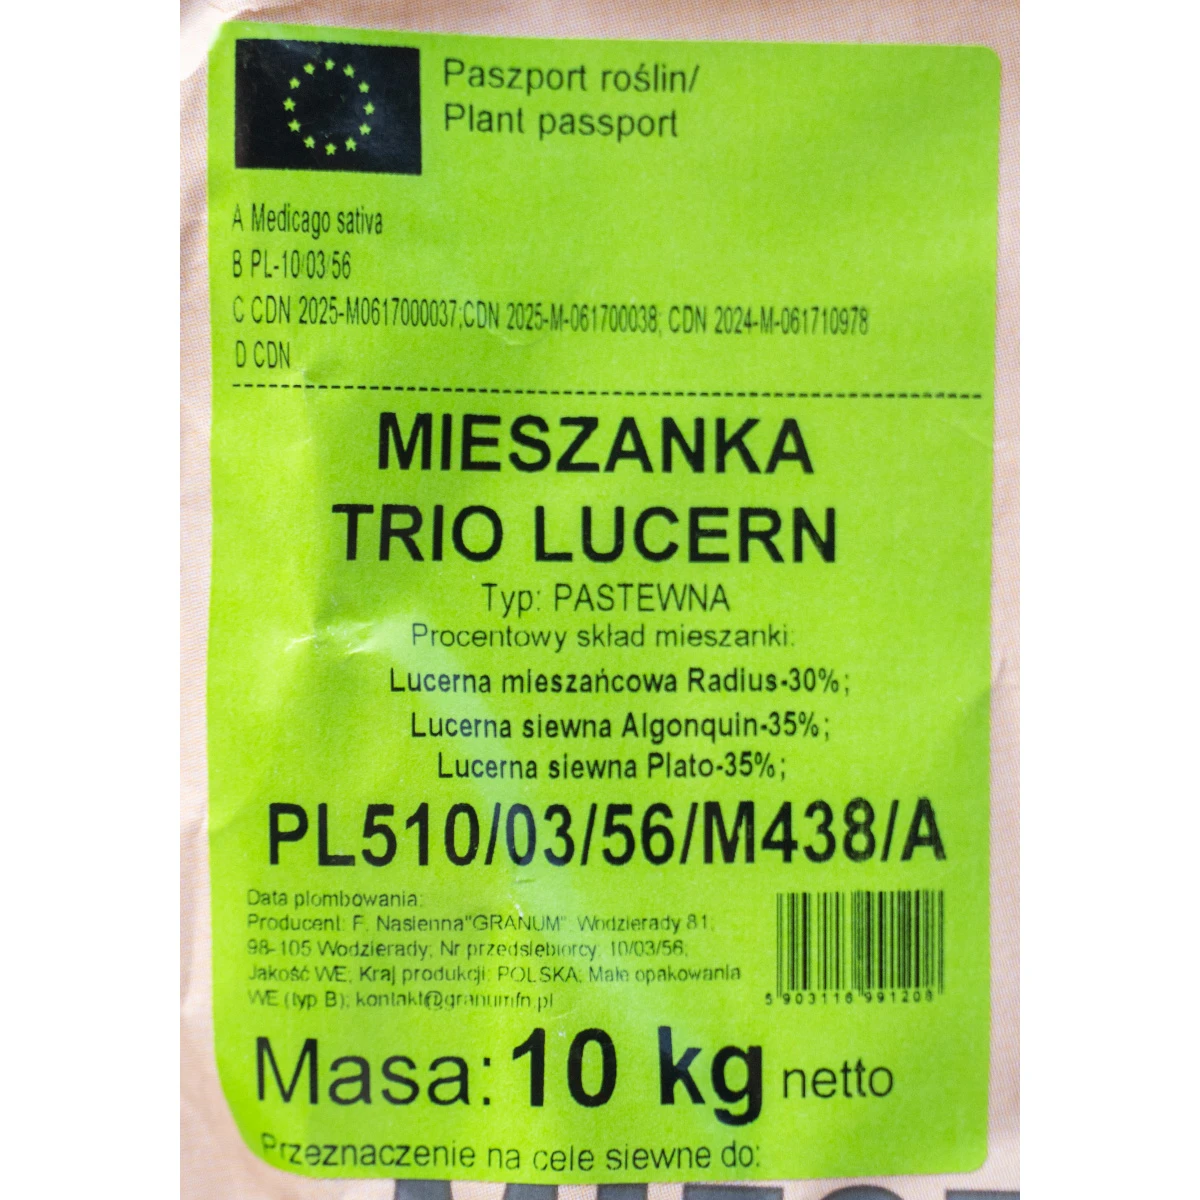 Paszport roślin/
Plant passport
A Medicago sativa
B PL-10/03/56
C CDN 2025-M0617000037;CDN 2025-M-061700038; CDN 2024-M-061710978
D CDN
MIESZANKA
TRIO LUCERN
Typ: PASTEWNA
Procentowy skład mieszanki:
Lucerna mieszańcowa Radius-30%;
Lucerna siewna Algonquin-35%;
Lucerna siewna Plato-35%;
PL510/03/56/M438/A
Data plombowania:
Producent: F. Nasienna"GRANUM" Wodzierady 81;
98-105 Wodzierady; Nr przedsiebiorcy: 10/03/56;
Jakość WE; Kraj produkcji: POLSKA; Małe opakowania
WE (typ B); kontakt@granumfn.pl
5 903116 991208
Masa: 10 kg netto
Przeznaczenie na cele siewne do: